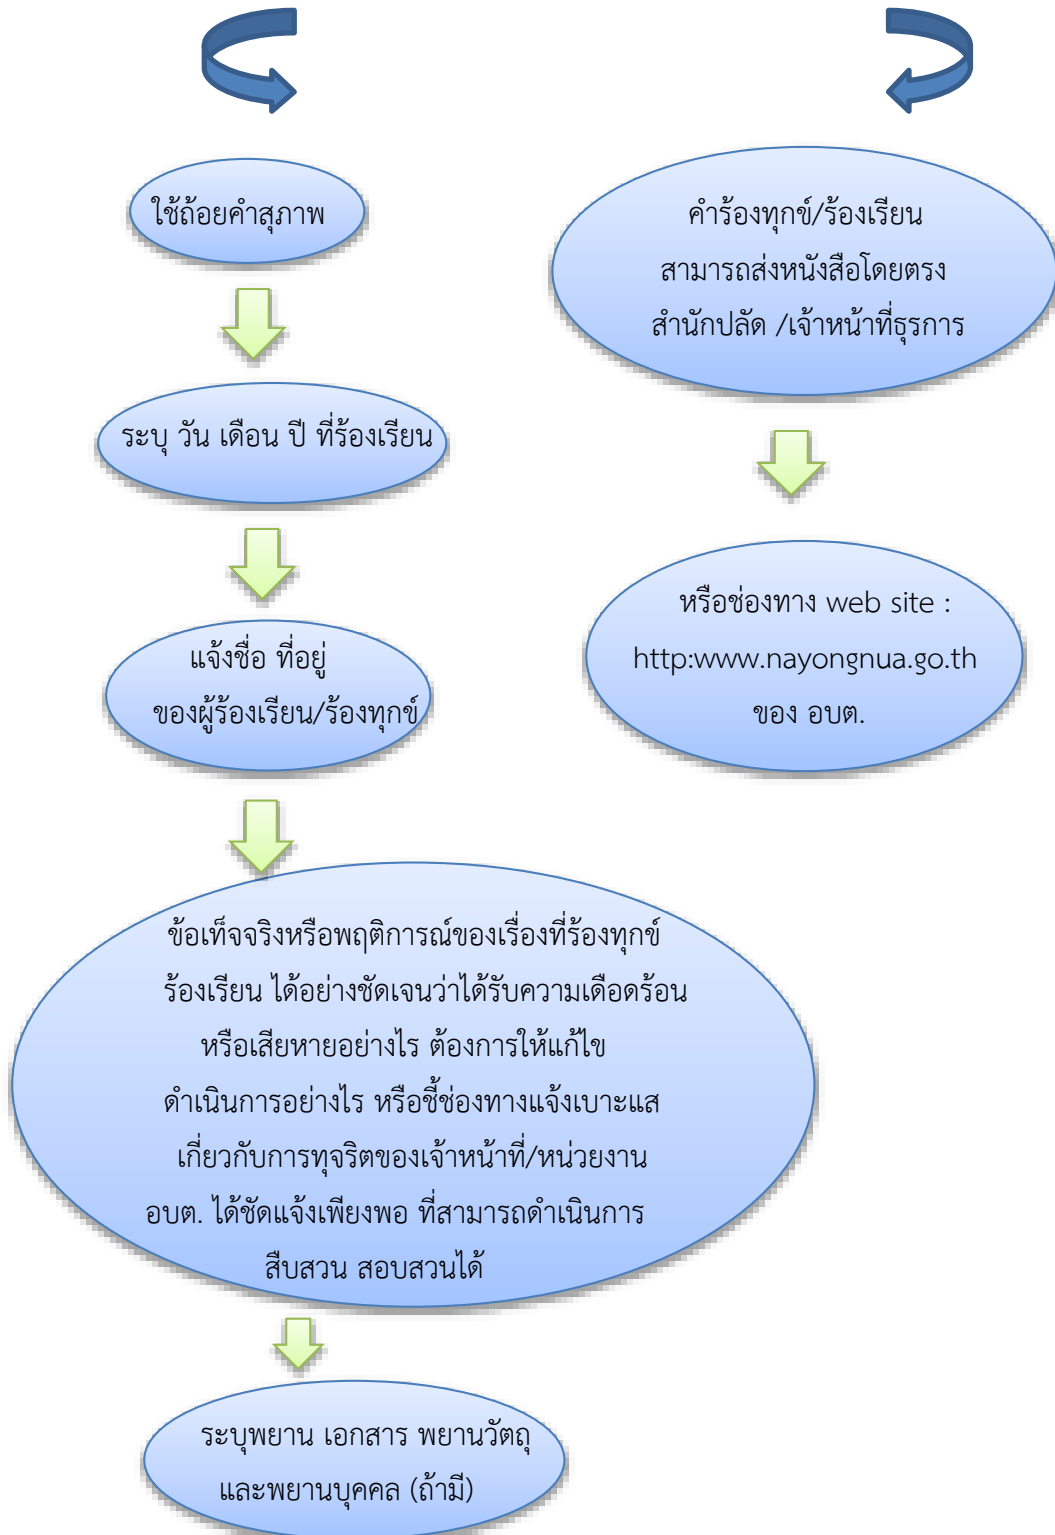 ใช้ถ้อยคำสุภาพ
ระบุ วัน เดือน ปี ที่ร้องเรียน
แจ้งชื่อ ที่อยู่
ของผู้ร้องเรียน/ร้องทุกข์
ข้อเท็จจริงหรือพฤติการณ์ของเรื่องที่ร้องทุกข์
ร้องเรียน ได้อย่างชัดเจนว่าได้รับความเดือดร้อน
หรือเสียหายอย่างไร ต้องการให้แก้ไข
ดำเนินการอย่างไร หรือชี้ช่องทางแจ้งเบาะแส
เกี่ยวกับการทุจริตของเจ้าหน้าที่/หน่วยงาน
อบต. ได้ชัดแจ้งเพียงพอ ที่สามารถดำเนินการ
สืบสวน สอบสวนได้
ระบุพยาน เอกสาร พยานวัตถุ
และพยานบุคคล (ถ้ามี)
คำร้องทุกข์/ร้องเรียน
สามารถส่งหนังสือโดยตรง
สำนักปลัด /เจ้าหน้าที่ธุรการ
หรือช่องทาง web site :
http:www.nayongnua.go.th
ของ อบต.